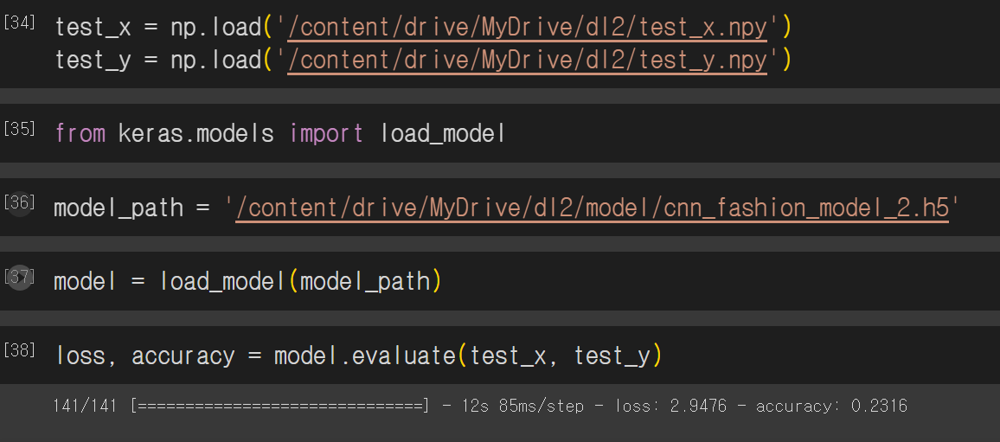 [34] test_x = np.load('/content/drive/MyDrive/dl2/test_x.npy')
test_y = np.load('/content/drive/MyDrive/dl2/test_y.npy')
[35] from keras.models import load_model
[36] model_path = '/content/drive/MyDrive/dl2/model/cnn_fashion_model_2.h5'
[37] model = load_model(model_path)
[38] loss, accuracy = model.evaluate(test_x, test_y)
141/141 [==============================] - 12s 85ms/step - loss: 2.9476 - accuracy: 0.2316